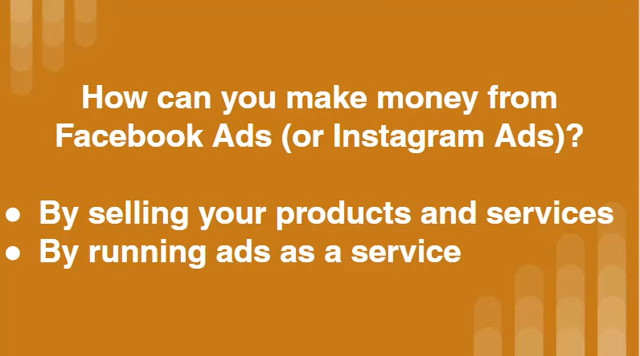 How can you make money from
Facebook Ads (or Instagram Ads)?
● By selling your products and services
● By running ads as a service